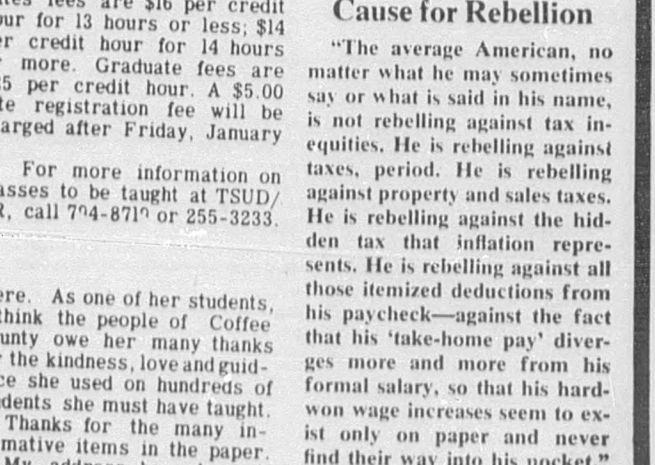 fees are $16 per credit
our for 13 hours or less; $14
er credit hour for 14 hours
more. Graduate fees are
5 per credit hour. A $5.00
te registration fee will be
arged after Friday, January
For more information on
asses to be taught at TSUD/
R, call or 255-3233.
ere. As one of her students,
think the people of Coffee
unty owe her many thanks
the kindness, love and guid-
ce she used on hundreds of
dents she must have taught.
Thanks for the many in-
mative items in the paper.
My address
Cause for Rebellion
"The average American, no
matter what he may sometimes
say or what is said in his name,
is not rebelling against tax in-
equities. He is rebelling against
taxes, period. He is rebelling
against property and sales taxes.
He is rebelling against the hid-
den tax that inflation repre-
sents. He is rebelling against all
those itemized deductions from
his paycheck—against the fact
that his 'take-home pay' diver-
ges more and more from his
formal salary, so that his hard-
won wage increases seem to ex-
ist only on paper and never
find their way into his pocket."